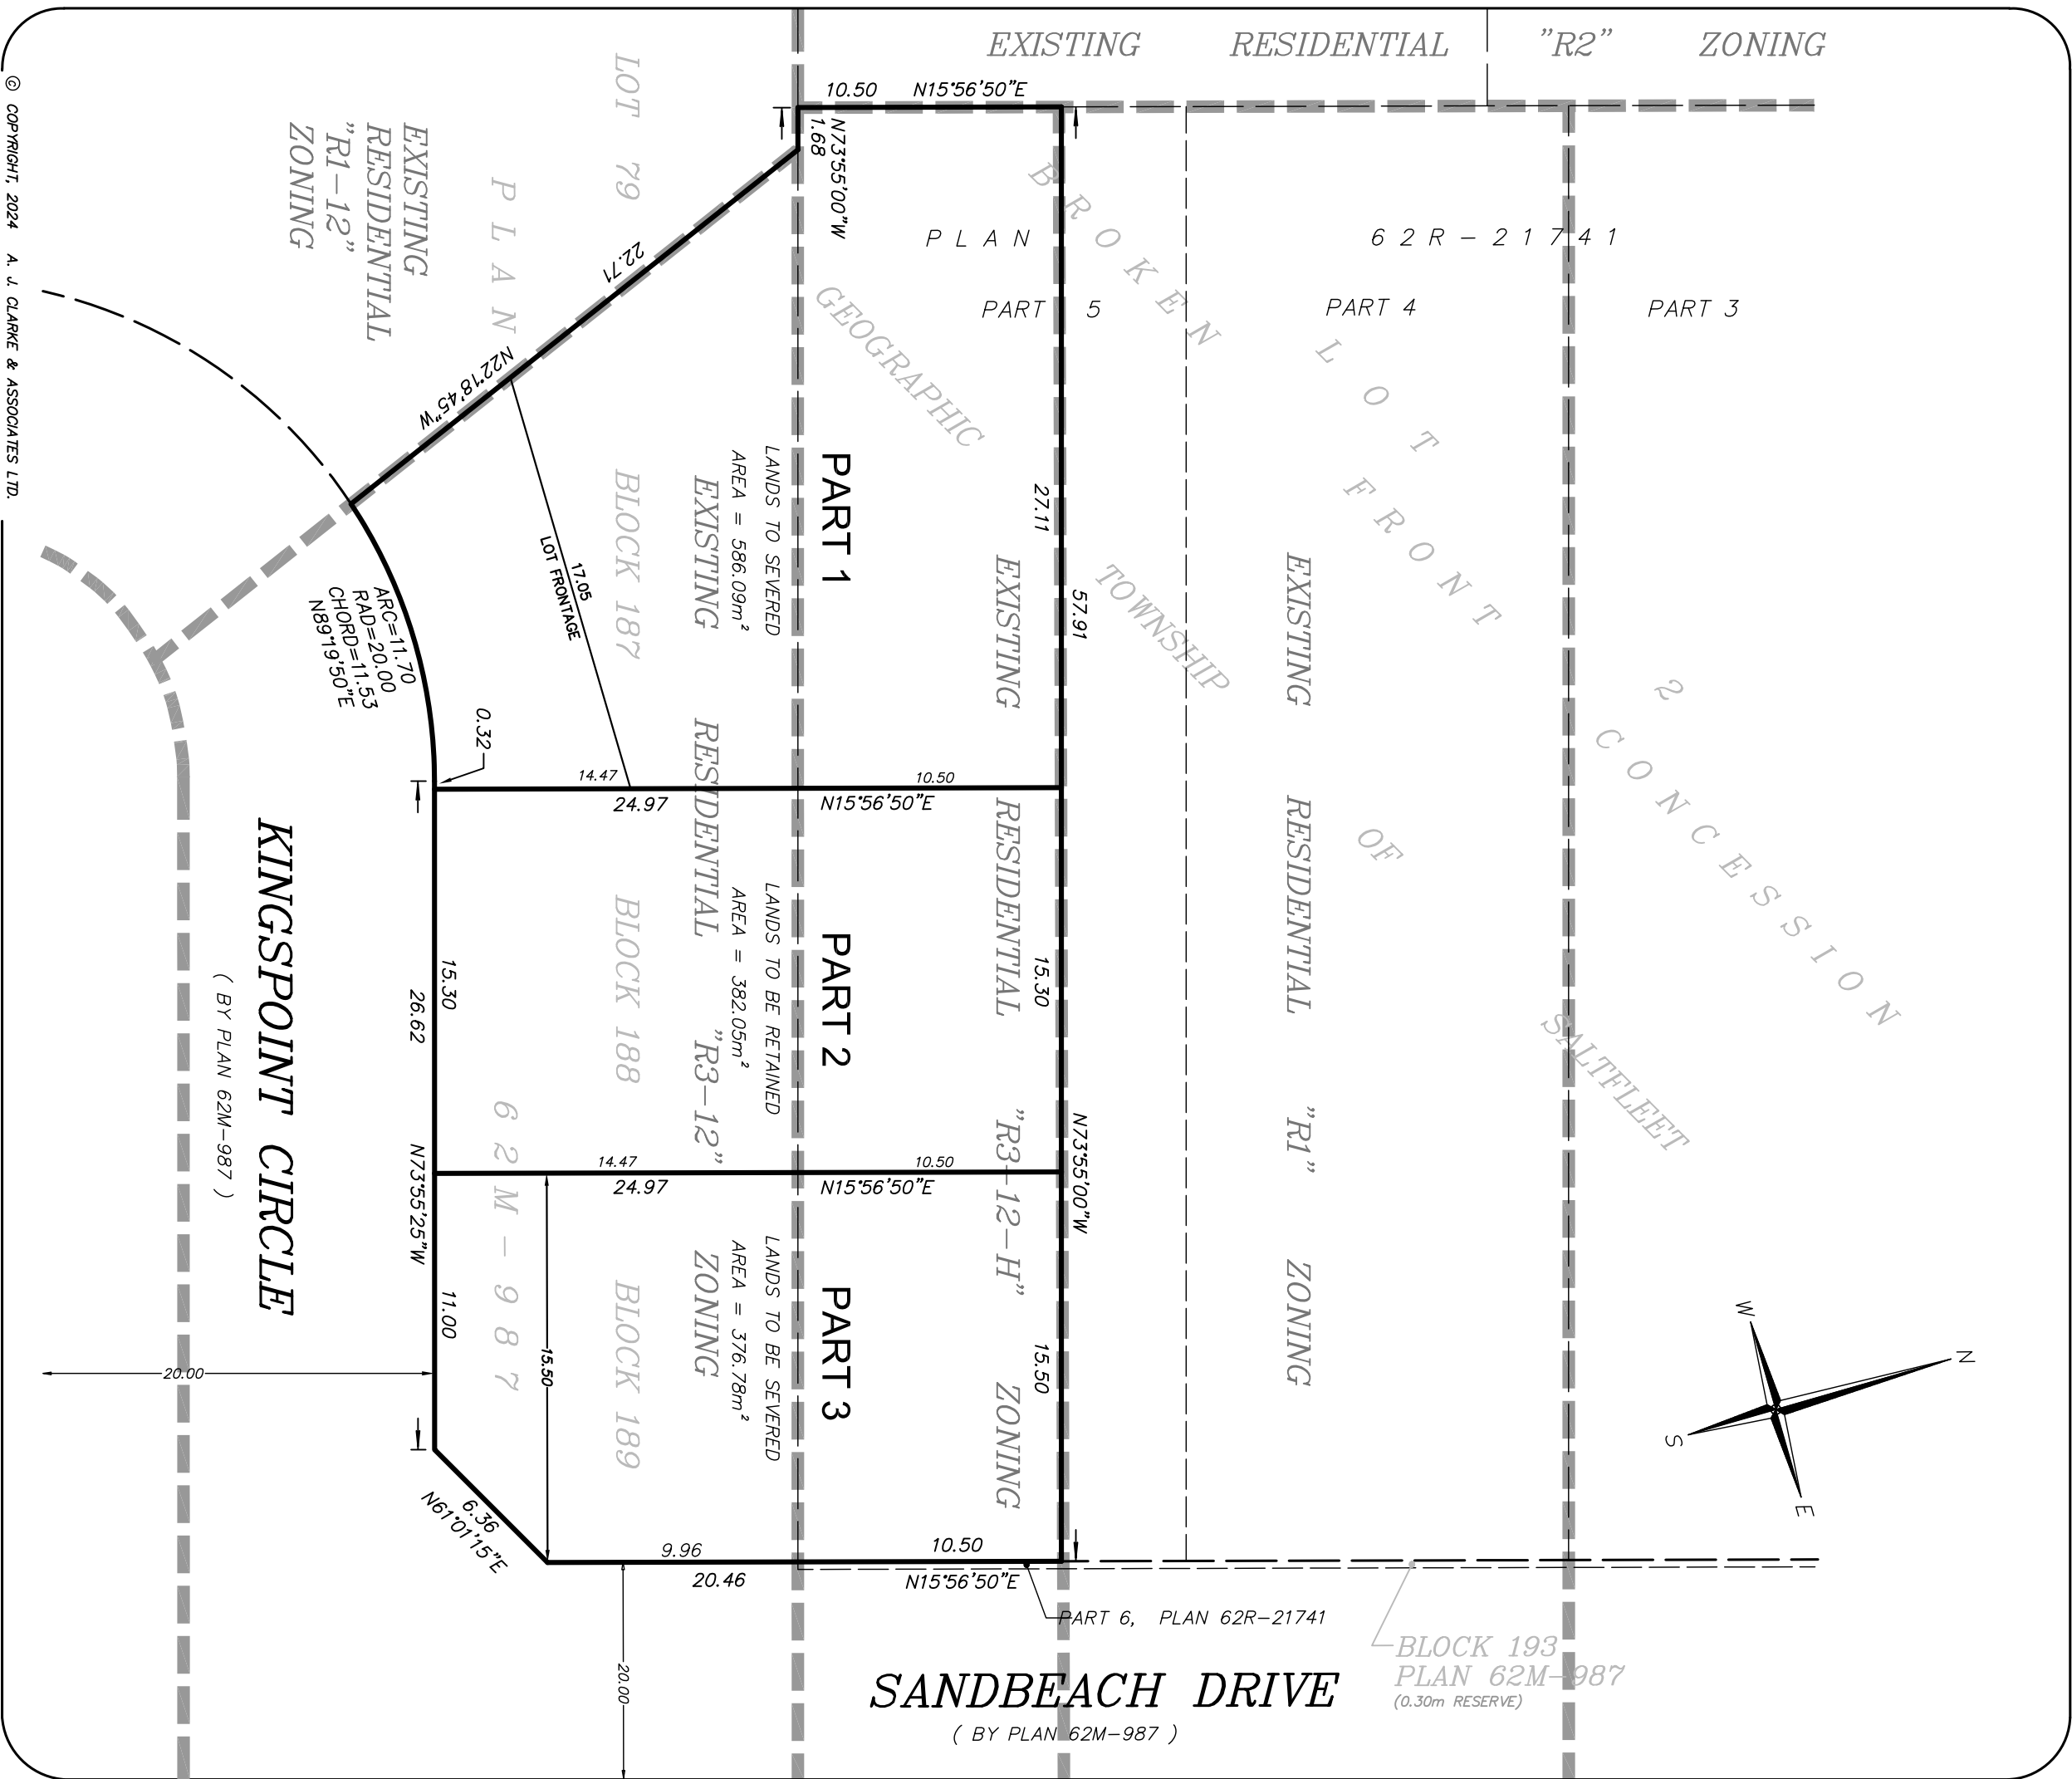 EXISTING RESIDENTIAL "R2" ZONING
10.50 N15°56'50"E
N73°55'00"W
1.68
LOT 79
PLAN
EXISTING
RESIDENTIAL
"R1-12"
ZONING
© COPYRIGHT, 2024 A. J. CLARKE & ASSOCIATES LTD.
22.71
N22°18'45"W
PLAN 62R-21741
PART 5
PART 4
PART 3
BROKEN FRONT CONCESSION
LOT 2
GEOGRAPHIC TOWNSHIP OF SALTFLEET
27.11
57.91
N73°55'00"W
PART 1
LANDS TO SEVERED
AREA = 586.09m²
BLOCK 187
17.05
LOT FRONTAGE
ARC=11.70
RAD=20.00
CHORD=11.53
N89°19'50"E
0.32
EXISTING RESIDENTIAL "R3-12" ZONING
EXISTING RESIDENTIAL "R3-12-H" ZONING
EXISTING RESIDENTIAL "R1" ZONING
14.47
10.50
24.97
N15°56'50"E
PART 2
LANDS TO BE RETAINED
AREA = 382.05m²
BLOCK 188
15.30
15.30
26.62
N73°55'25"W
KINGSPOINT CIRCLE
( BY PLAN 62M-987 )
14.47
10.50
24.97
N15°56'50"E
62M-987
PART 3
LANDS TO BE SEVERED
AREA = 376.78m²
BLOCK 189
15.50
15.50
11.00
20.00
6.36
N61°01'15"E
9.96
10.50
20.46
N15°56'50"E
20.00
PART 6, PLAN 62R-21741
BLOCK 193
PLAN 62M-987
(0.30m RESERVE)
SANDBEACH DRIVE
( BY PLAN 62M-987 )
N
W
S
E